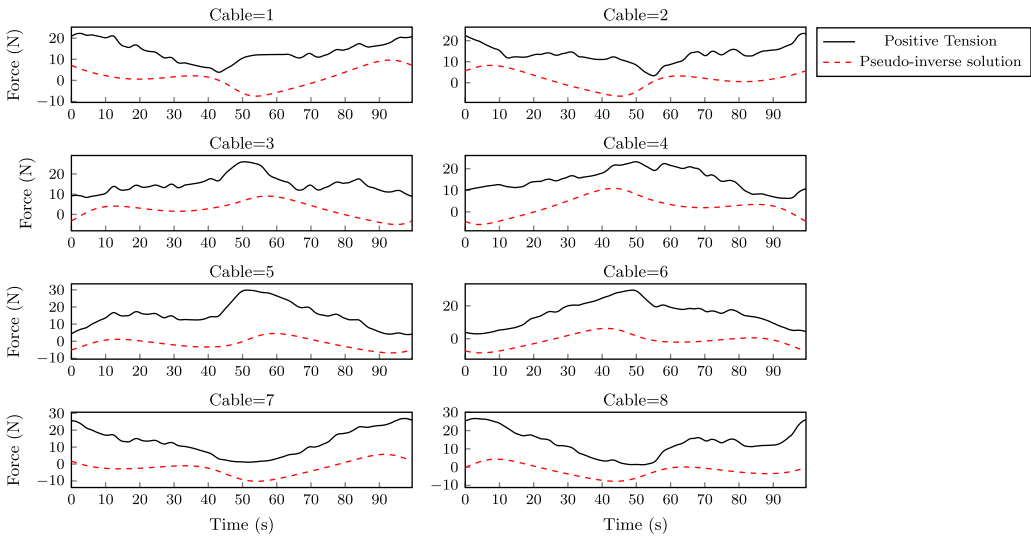 Cable=1
Cable=2
Force (N)
20
10
0
−10
0 10 20 30 40 50 60 70 80 90
20
10
0
0 10 20 30 40 50 60 70 80 90
Positive Tension
Pseudo-inverse solution
Cable=3
Cable=4
Force (N)
20
10
0
0 10 20 30 40 50 60 70 80 90
20
10
0
0 10 20 30 40 50 60 70 80 90
Cable=5
Cable=6
Force (N)
30
20
10
0
−10
0 10 20 30 40 50 60 70 80 90
20
0
0 10 20 30 40 50 60 70 80 90
Cable=7
Cable=8
Force (N)
30
20
10
0
−10
0 10 20 30 40 50 60 70 80 90
Time (s)
30
20
10
0
−10
0 10 20 30 40 50 60 70 80 90
Time (s)